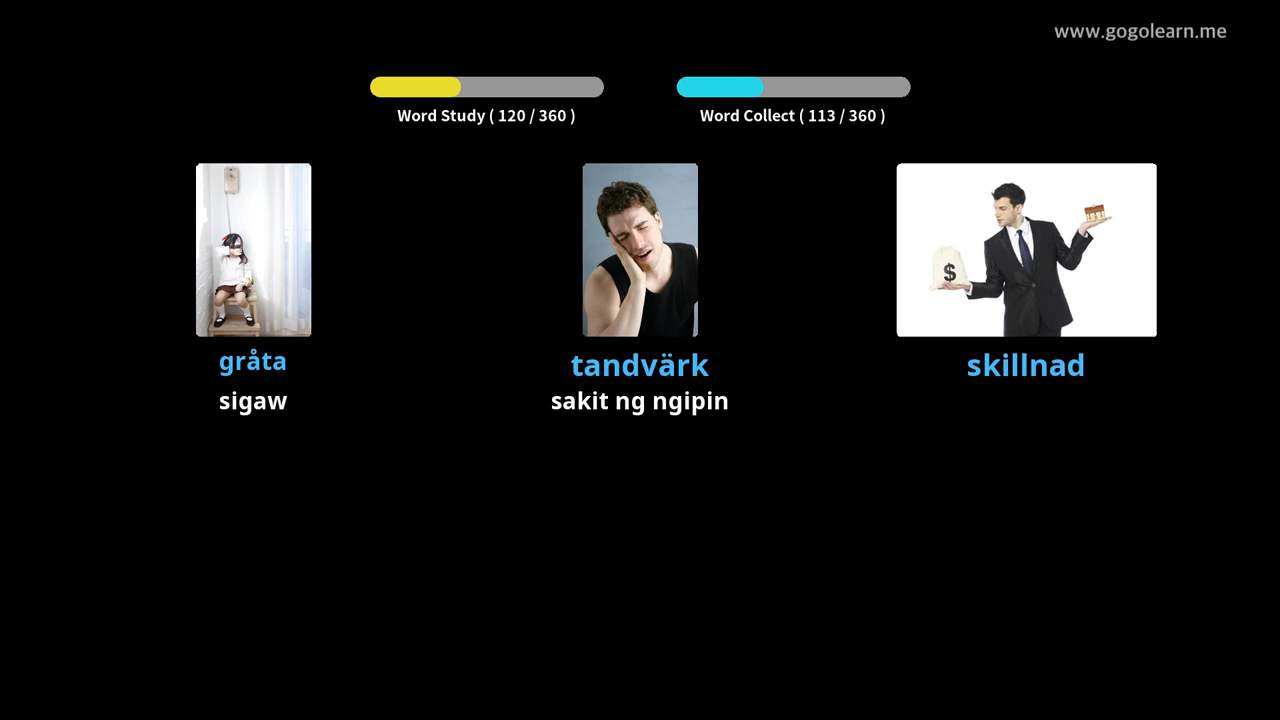 www.gogolearn.me
Word Study ( 120 / 360 )
Word Collect ( 113 / 360 )
gråta
sigaw
tandvärk
sakit ng ngipin
skillnad
$